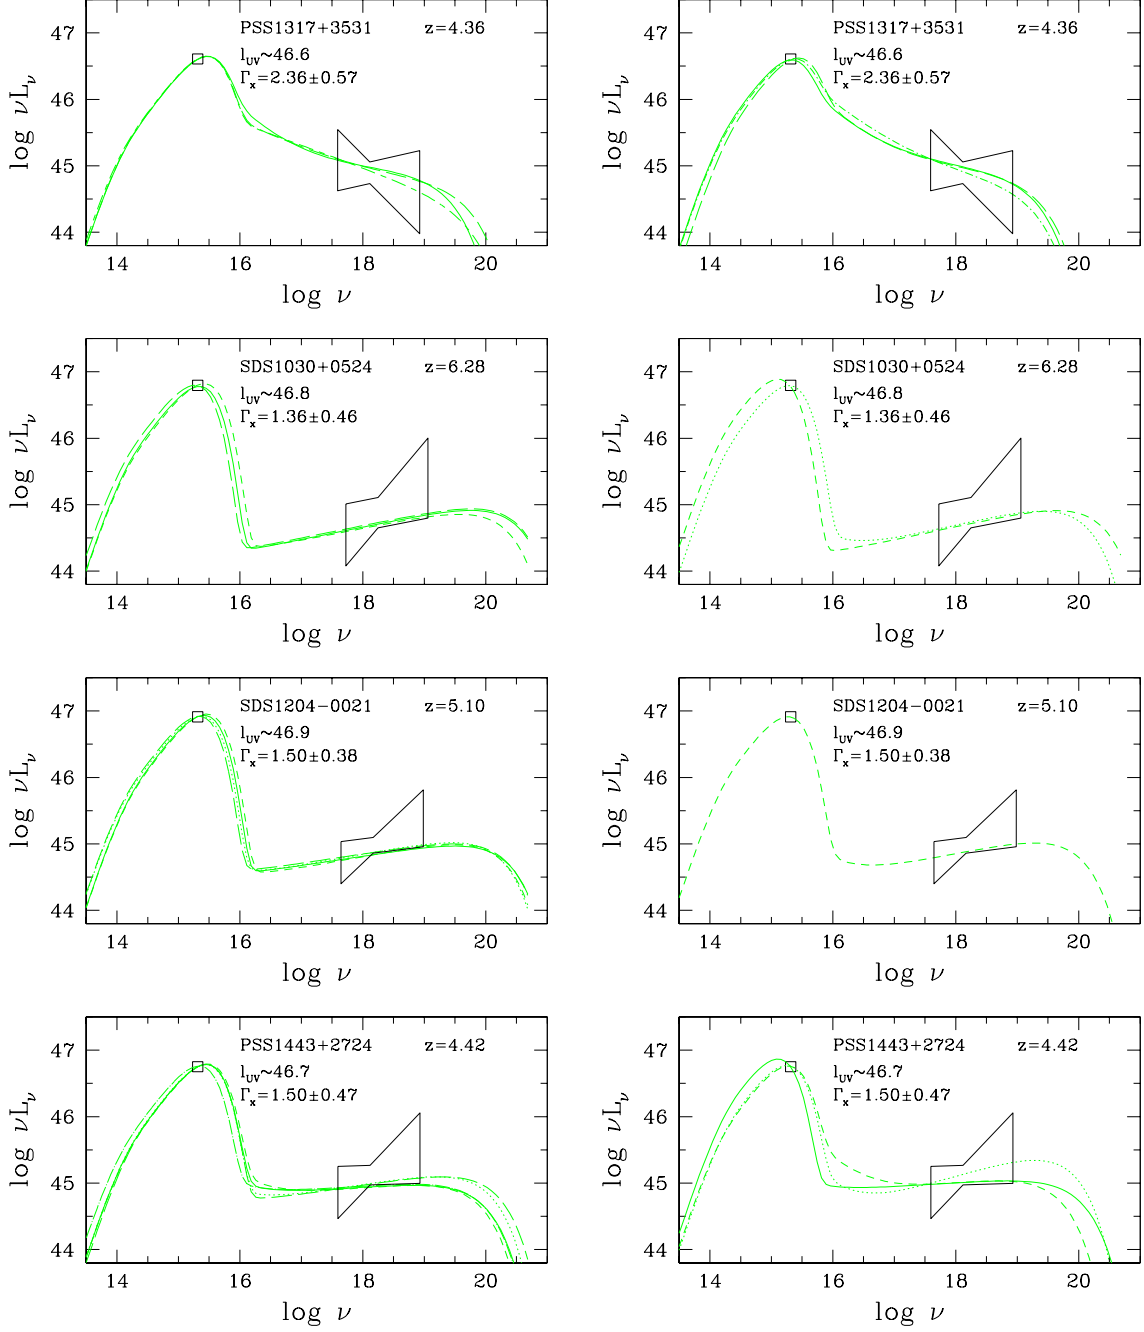 PSS1317+3531 z=4.36
l_UV~46.6
Γ_x=2.36±0.57
log νL_ν
47
46
45
44
14 16 18 20
log ν
PSS1317+3531 z=4.36
l_UV~46.6
Γ_x=2.36±0.57
log νL_ν
47
46
45
44
14 16 18 20
log ν
SDS1030+0524 z=6.28
l_UV~46.8
Γ_x=1.36±0.46
log νL_ν
47
46
45
44
14 16 18 20
log ν
SDS1030+0524 z=6.28
l_UV~46.8
Γ_x=1.36±0.46
log νL_ν
47
46
45
44
14 16 18 20
log ν
SDS1204-0021 z=5.10
l_UV~46.9
Γ_x=1.50±0.38
log νL_ν
47
46
45
44
14 16 18 20
log ν
SDS1204-0021 z=5.10
l_UV~46.9
Γ_x=1.50±0.38
log νL_ν
47
46
45
44
14 16 18 20
log ν
PSS1443+2724 z=4.42
l_UV~46.7
Γ_x=1.50±0.47
log νL_ν
47
46
45
44
14 16 18 20
log ν
PSS1443+2724 z=4.42
l_UV~46.7
Γ_x=1.50±0.47
log νL_ν
47
46
45
44
14 16 18 20
log ν